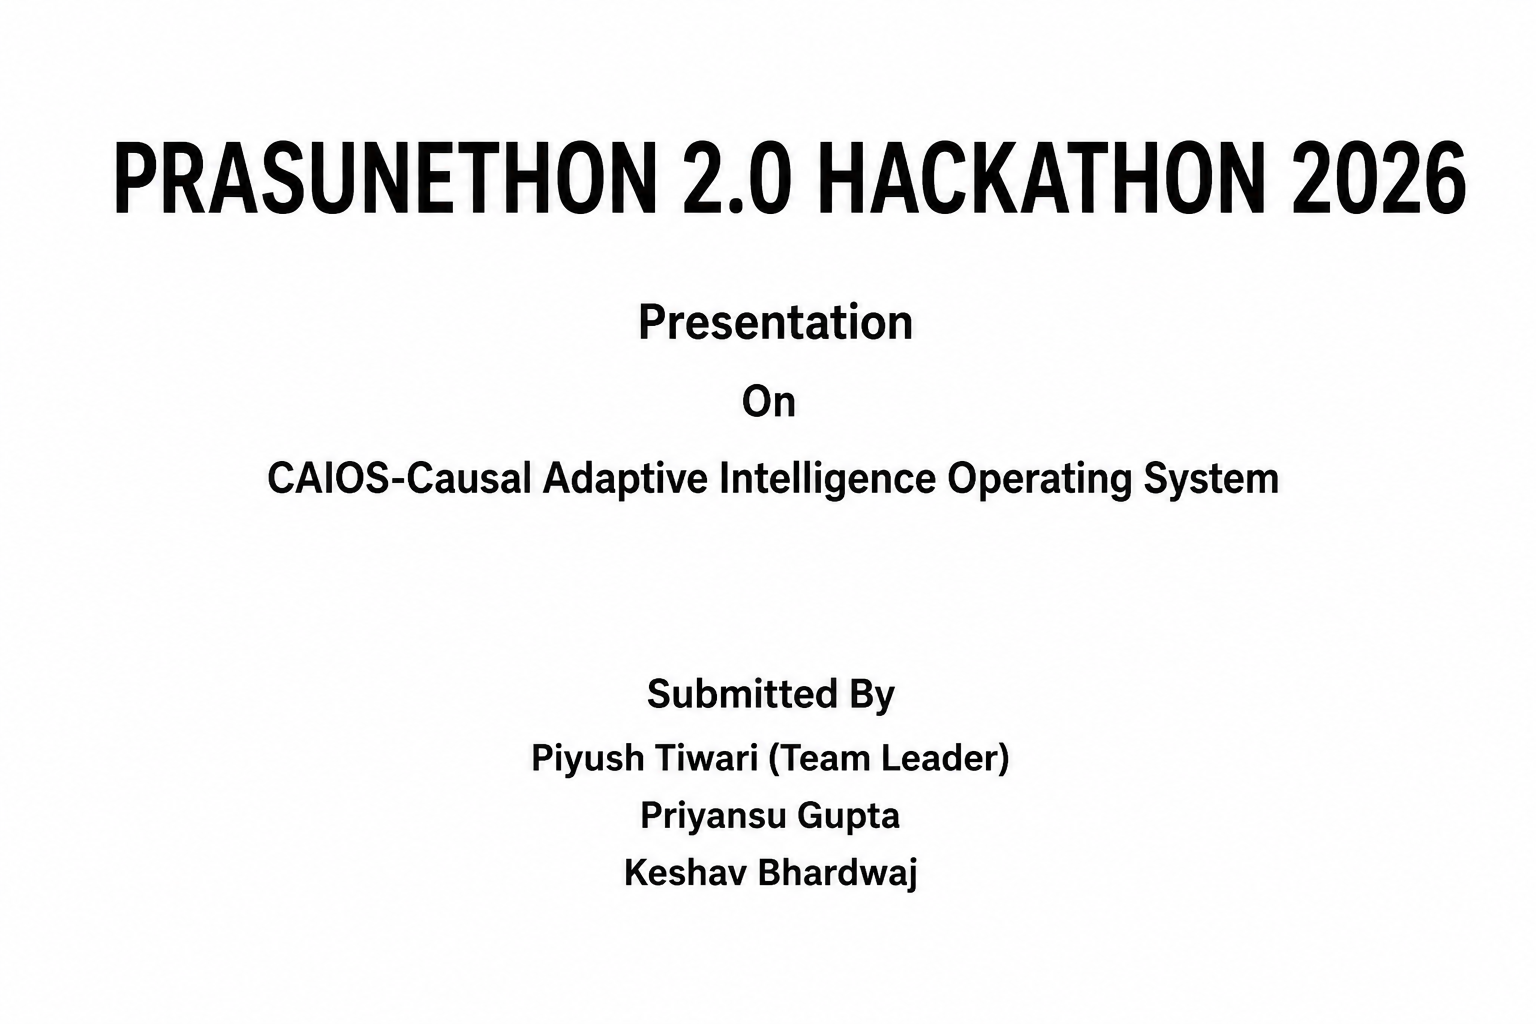 PRASUNETHON 2.0 HACKATHON 2026
Presentation
On
CAIOS-Causal Adaptive Intelligence Operating System
Submitted By
Piyush Tiwari (Team Leader)
Priyansu Gupta
Keshav Bhardwaj